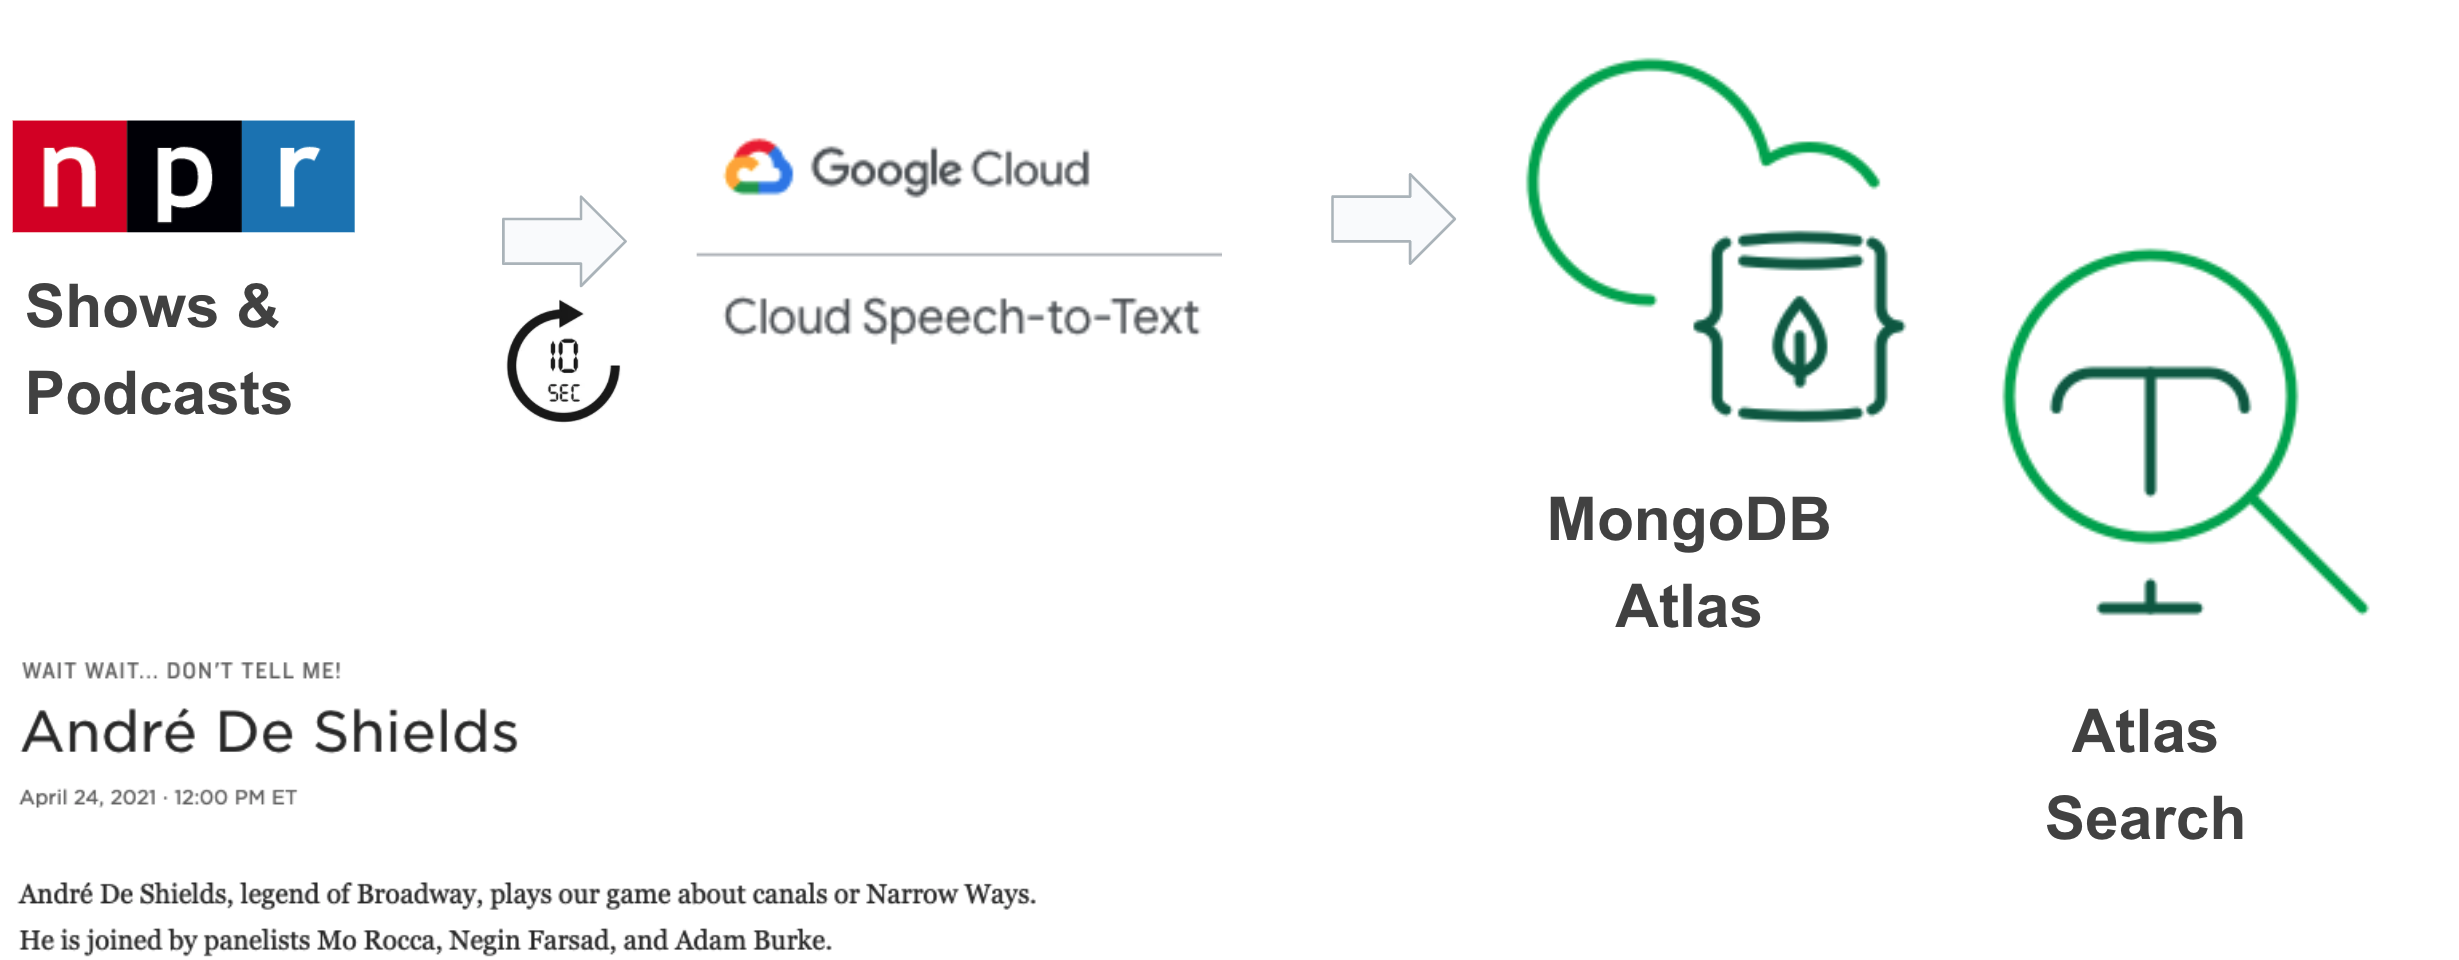 npr
Shows &
Podcasts
10
SEC
Google Cloud
Cloud Speech-to-Text
MongoDB
Atlas
Atlas
Search
WAIT WAIT... DON'T TELL ME!
André De Shields
April 24, 2021 · 12:00 PM ET
André De Shields, legend of Broadway, plays our game about canals or Narrow Ways.
He is joined by panelists Mo Rocca, Negin Farsad, and Adam Burke.